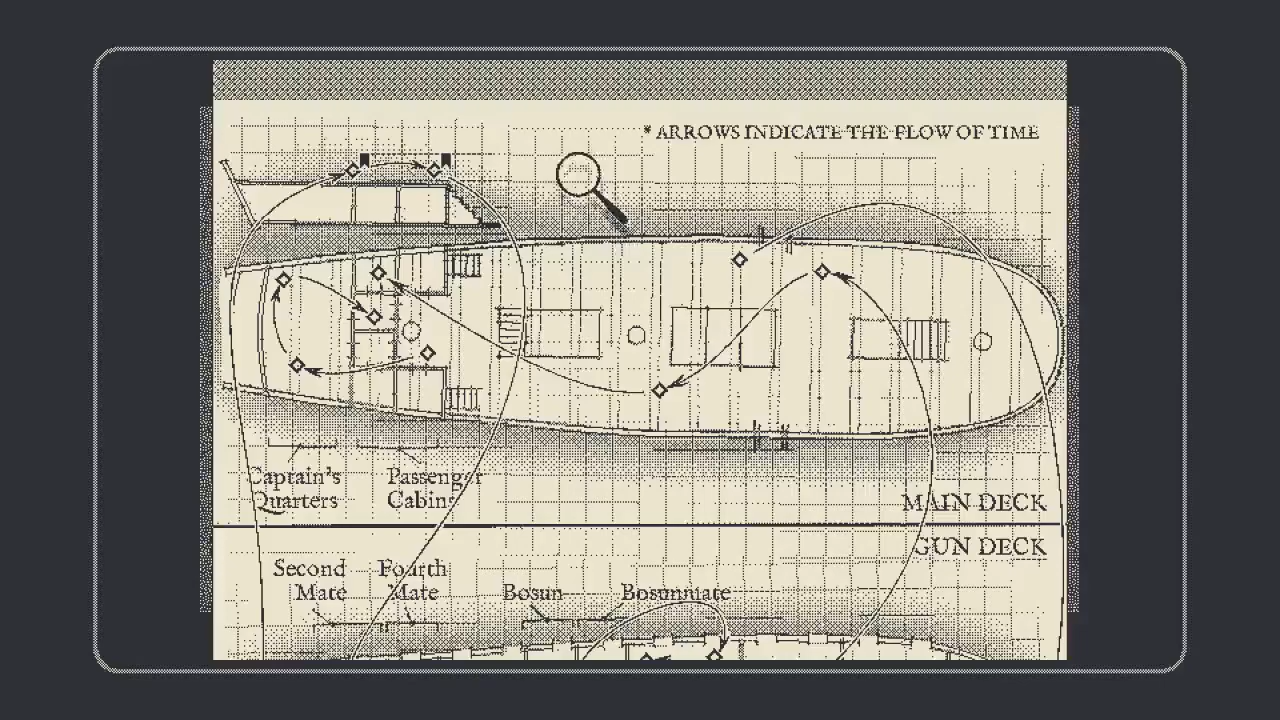 * ARROWS INDICATE THE FLOW OF TIME
Captain's
Quarters
Passenger
Cabins
MAIN DECK
GUN DECK
Second
Mate
Fourth
Mate
Bosun
Bosunmate